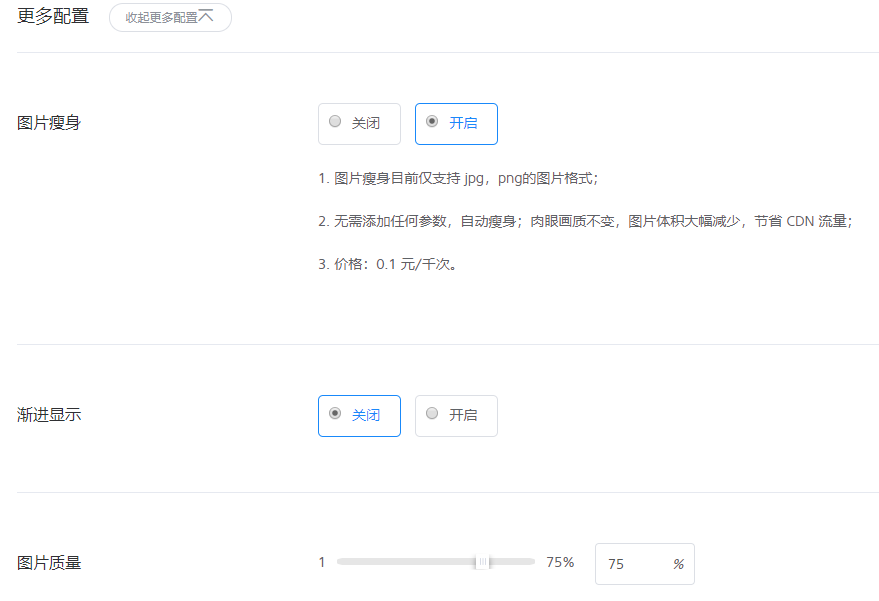 更多配置 收起更多配置
图片瘦身 关闭 开启
1. 图片瘦身目前仅支持 jpg，png的图片格式；
2. 无需添加任何参数，自动瘦身；肉眼画质不变，图片体积大幅减少，节省 CDN 流量；
3. 价格：0.1 元/千次。
渐进显示 关闭 开启
图片质量 1 75% 75 %